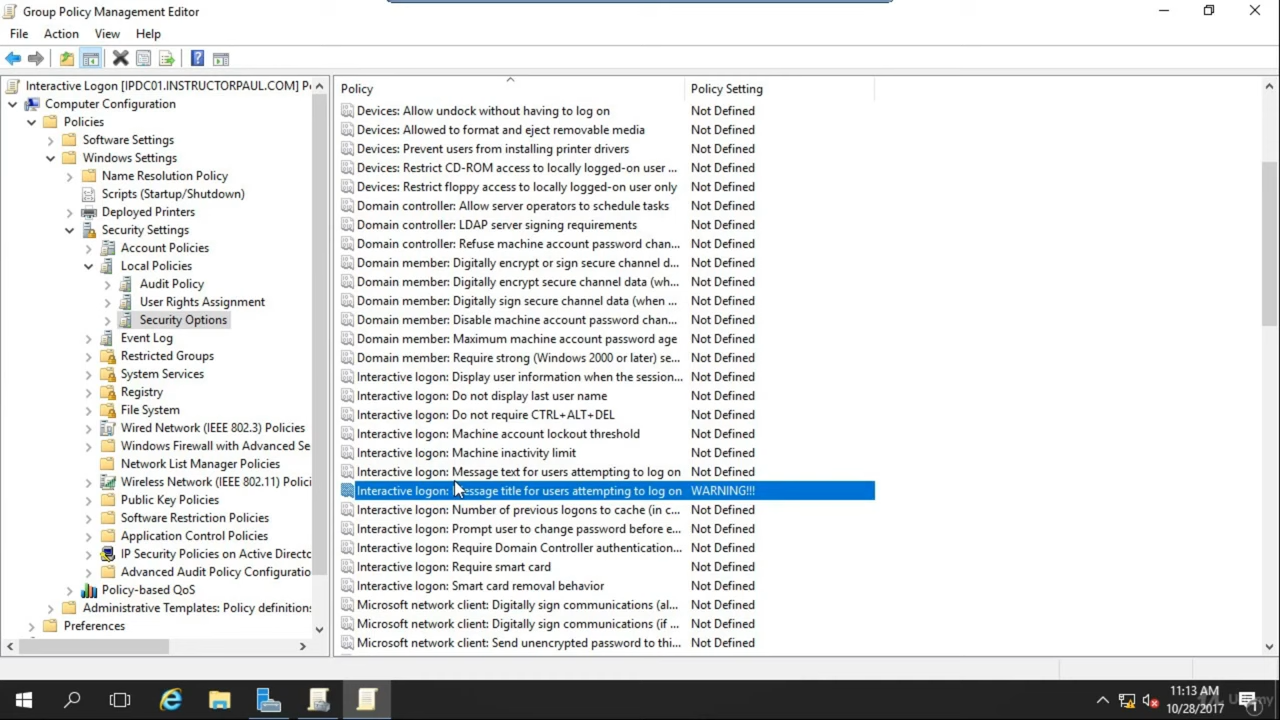 Group Policy Management Editor
File Action View Help
Interactive Logon [IPDC01.INSTRUCTORPAUL.COM] P
Computer Configuration
Policies
Software Settings
Windows Settings
Name Resolution Policy
Scripts (Startup/Shutdown)
Deployed Printers
Security Settings
Account Policies
Local Policies
Audit Policy
User Rights Assignment
Security Options
Event Log
Restricted Groups
System Services
Registry
File System
Wired Network (IEEE 802.3) Policies
Windows Firewall with Advanced Se
Network List Manager Policies
Wireless Network (IEEE 802.11) Polici
Public Key Policies
Software Restriction Policies
Application Control Policies
IP Security Policies on Active Direct
Advanced Audit Policy Configuratio
Policy-based QoS
Administrative Templates: Policy definition
Preferences
Policy Policy Setting
Devices: Allow undock without having to log on Not Defined
Devices: Allowed to format and eject removable media Not Defined
Devices: Prevent users from installing printer drivers Not Defined
Devices: Restrict CD-ROM access to locally logged-on user ... Not Defined
Devices: Restrict floppy access to locally logged-on user only Not Defined
Domain controller: Allow server operators to schedule tasks Not Defined
Domain controller: LDAP server signing requirements Not Defined
Domain controller: Refuse machine account password chan... Not Defined
Domain member: Digitally encrypt or sign secure channel d... Not Defined
Domain member: Digitally encrypt secure channel data (wh... Not Defined
Domain member: Digitally sign secure channel data (when ... Not Defined
Domain member: Disable machine account password chan... Not Defined
Domain member: Maximum machine account password age Not Defined
Domain member: Require strong (Windows 2000 or later) se... Not Defined
Interactive logon: Display user information when the session... Not Defined
Interactive logon: Do not display last user name Not Defined
Interactive logon: Do not require CTRL+ALT+DEL Not Defined
Interactive logon: Machine account lockout threshold Not Defined
Interactive logon: Machine inactivity limit Not Defined
Interactive logon: Message text for users attempting to log on Not Defined
Interactive logon: Message title for users attempting to log on WARNING!!!
Interactive logon: Number of previous logons to cache (in c... Not Defined
Interactive logon: Prompt user to change password before e... Not Defined
Interactive logon: Require Domain Controller authentication... Not Defined
Interactive logon: Require smart card Not Defined
Interactive logon: Smart card removal behavior Not Defined
Microsoft network client: Digitally sign communications (al... Not Defined
Microsoft network client: Digitally sign communications (if ... Not Defined
Microsoft network client: Send unencrypted password to thi... Not Defined
11:13 AM
10/28/2017
Udemy
1